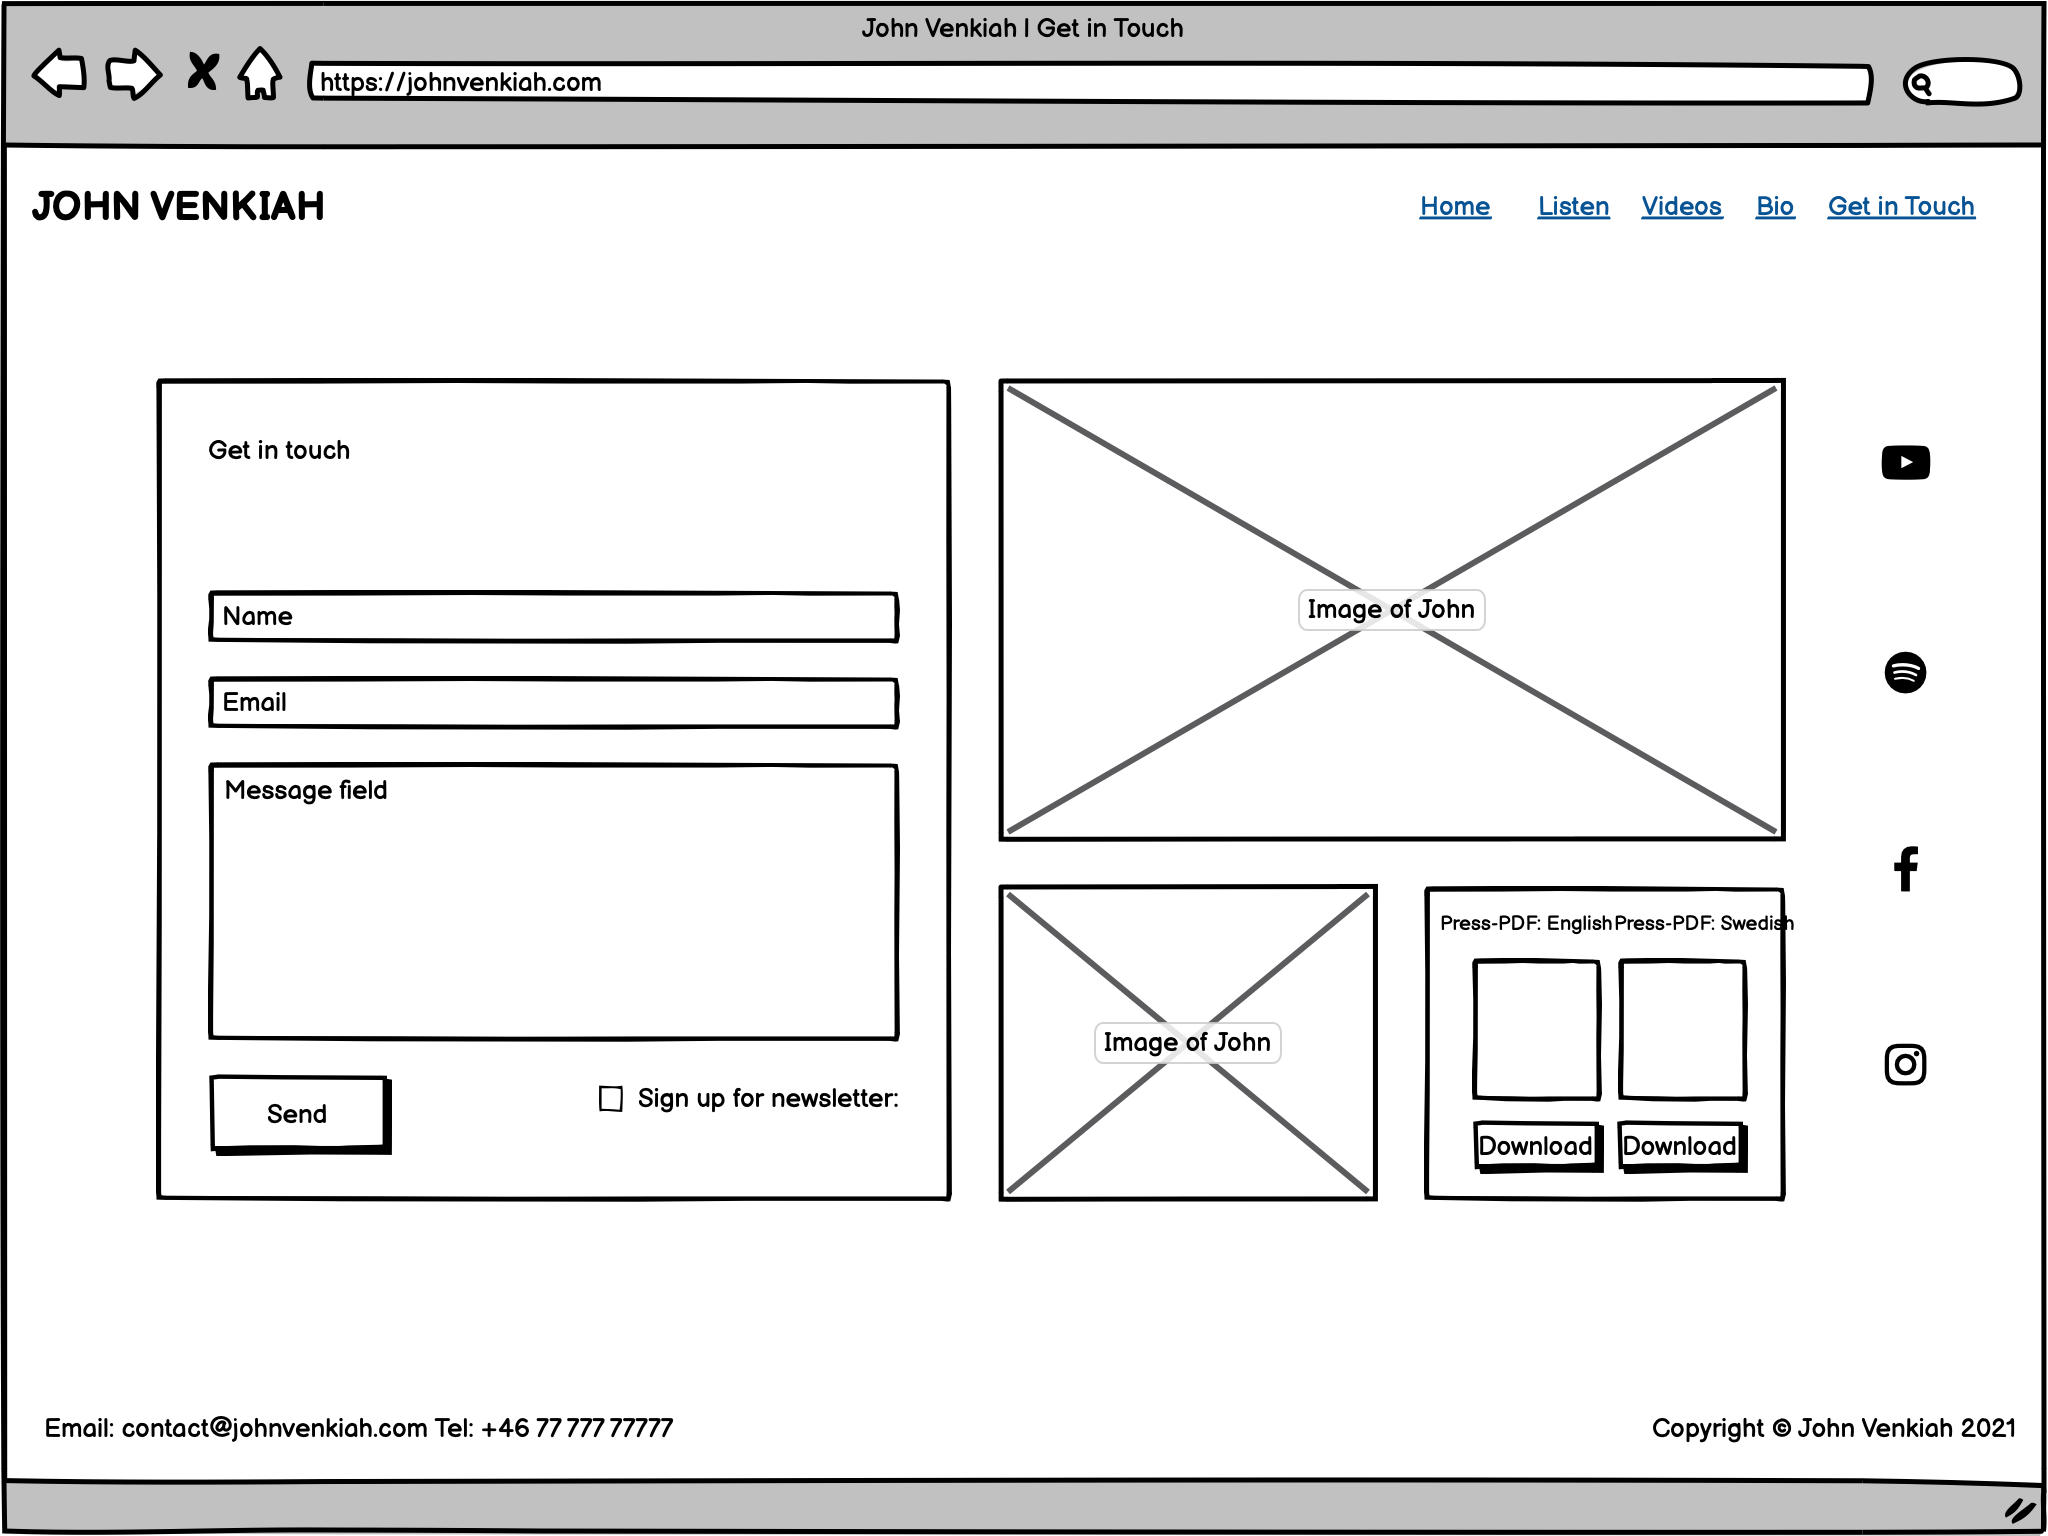 John Venkiah | Get in Touch
https://johnvenkiah.com
JOHN VENKIAH
Home Listen Videos Bio Get in Touch
Get in touch
Name
Email
Message field
Send
Sign up for newsletter:
Image of John
Image of John
Press-PDF: English Press-PDF: Swedish
Download Download
Email: contact@johnvenkiah.com Tel: +46 77 777 77777
Copyright © John Venkiah 2021